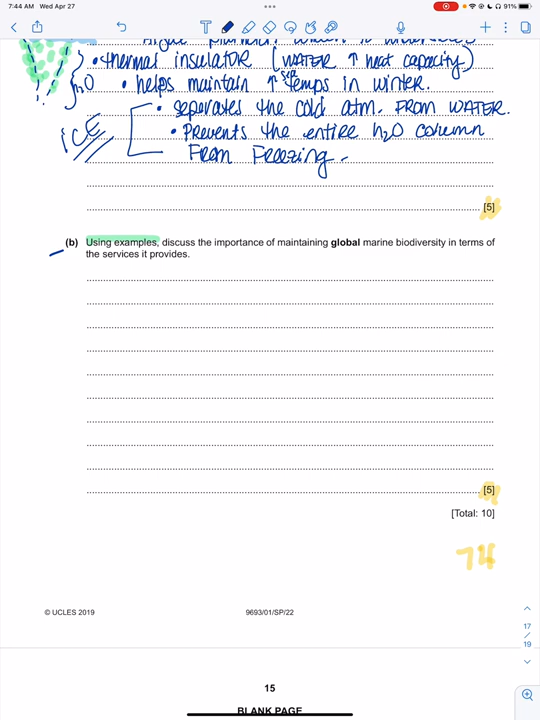 7:44 AM Wed Apr 27
91%
• thermal insulator (WATER ↑ heat capacity)
H2O • helps maintain ↑ sea temps in winter.
• seperates the cold atm. FROM WATER.
ICE
• Prevents the entire H2O column
From Freezing.
[5]
(b) Using examples, discuss the importance of maintaining global marine biodiversity in terms of
the services it provides.
[5]
[Total: 10]
74
© UCLES 2019 9693/01/SP/22
17
/
19
15
BLANK PAGE